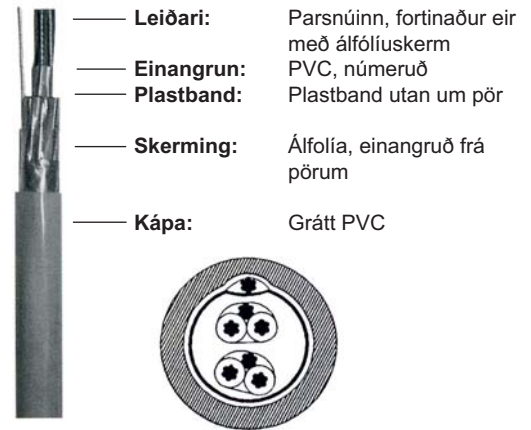 Leiðari: Parsnúinn, fortinaður eir
með álfólíuskerm
Einangrun: PVC, númeruð
Plastband: Plastband utan um pör
Skerming: Álfolía, einangruð frá
pörum
Kápa: Grátt PVC